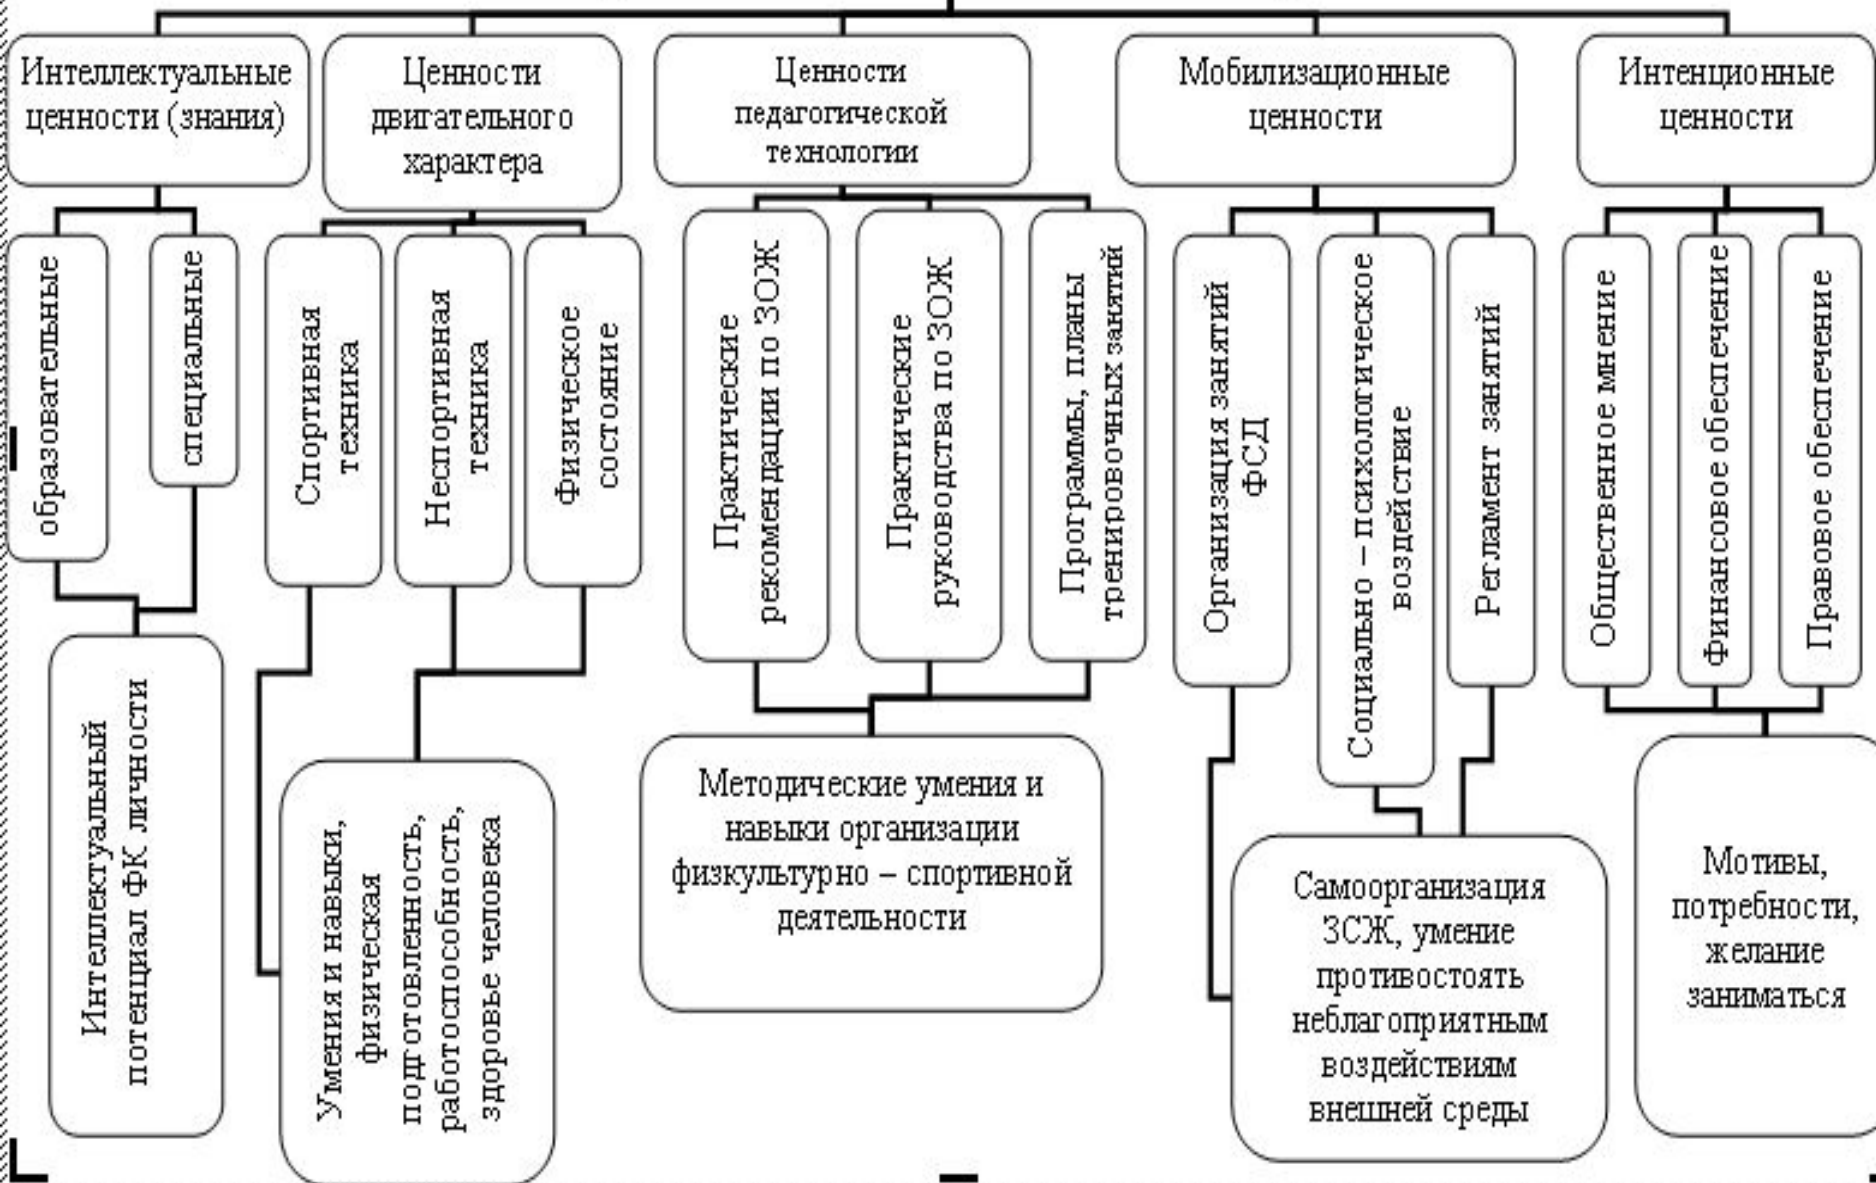 Интеллектуальные
ценности (знания)
Ценности
двигательного
характера
Ценности
педагогической
технологии
Мобилизационные
ценности
Интенционные
ценности
образовательные
специальные
Спортивная
техника
Неспортивная
техника
Физическое
состояние
Практические
рекомендации по ЗОЖ
Практические
руководства по ЗОЖ
Программы, планы
тренировочных занятий
Организация занятий
ФСД
Социально – психологическое
воздействие
Регламент занятий
Общественное мнение
Финансовое обеспечение
Правовое обеспечение
Интеллектуальный
потенциал ФК личности
Умения и навыки,
физическая
подготовленность,
работоспособность,
здоровье человека
Методические умения и
навыки организации
физкультурно – спортивной
деятельности
Самоорганизация
ЗСЖ, умение
противостоять
неблагоприятным
воздействиям
внешней среды
Мотивы,
потребности,
желание
заниматься